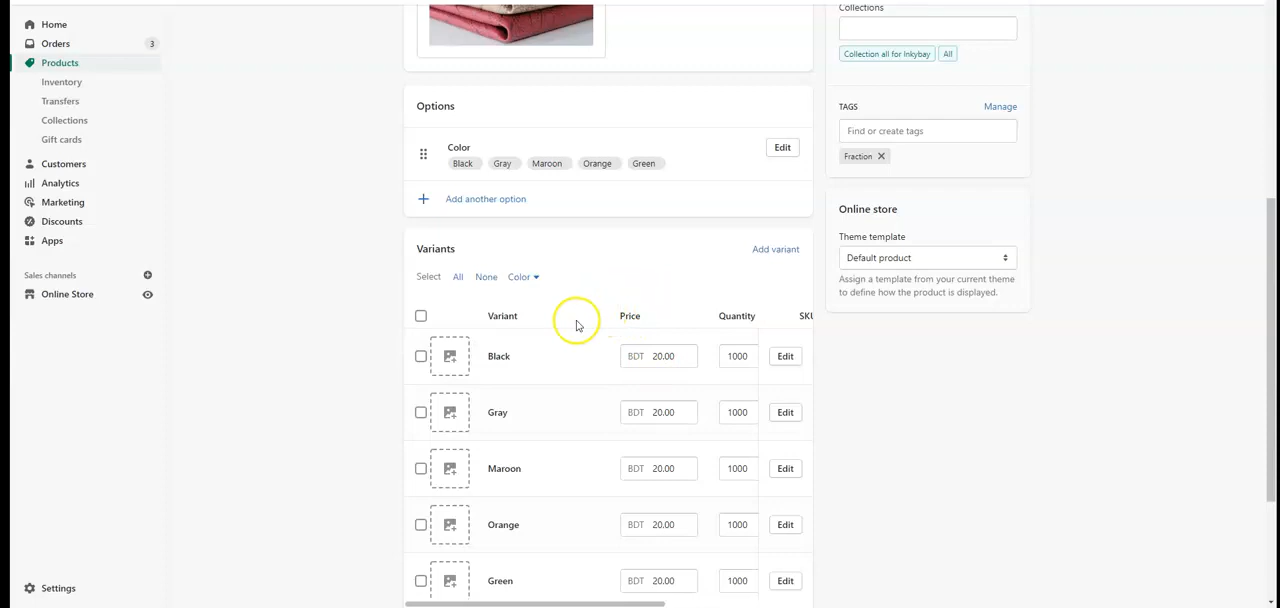 Home
Orders 3
Products
Inventory
Transfers
Collections
Gift cards
Customers
Analytics
Marketing
Discounts
Apps
Sales channels
Online Store
Settings
Options
Color
Black Gray Maroon Orange Green
Edit
Add another option
Variants
Add variant
Select All None Color
Variant Price Quantity SKU
Black BDT 20.00 1000 Edit
Gray BDT 20.00 1000 Edit
Maroon BDT 20.00 1000 Edit
Orange BDT 20.00 1000 Edit
Green BDT 20.00 1000 Edit
Collections
Collection all for Inkybay All
TAGS Manage
Find or create tags
Fraction
Online store
Theme template
Default product
Assign a template from your current theme
to define how the product is displayed.